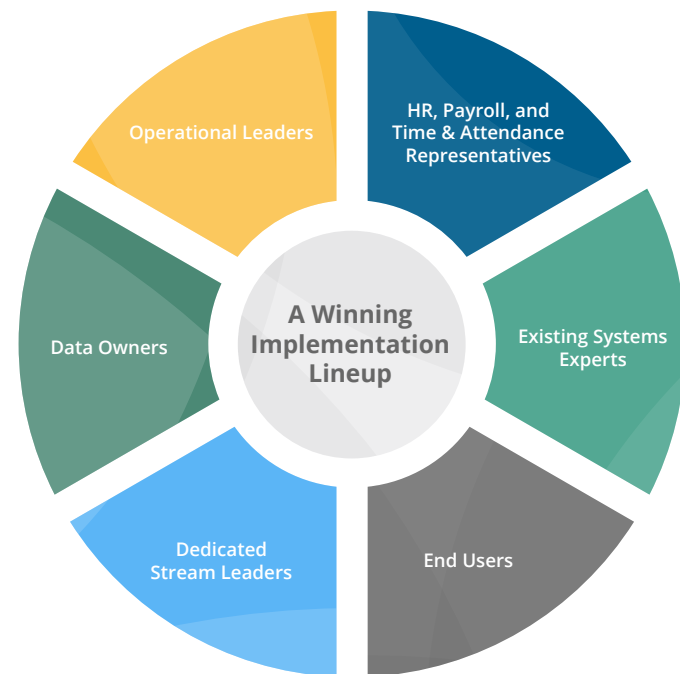 Operational Leaders
HR, Payroll, and
Time & Attendance
Representatives
Data Owners
A Winning
Implementation
Lineup
Existing Systems
Experts
Dedicated
Stream Leaders
End Users